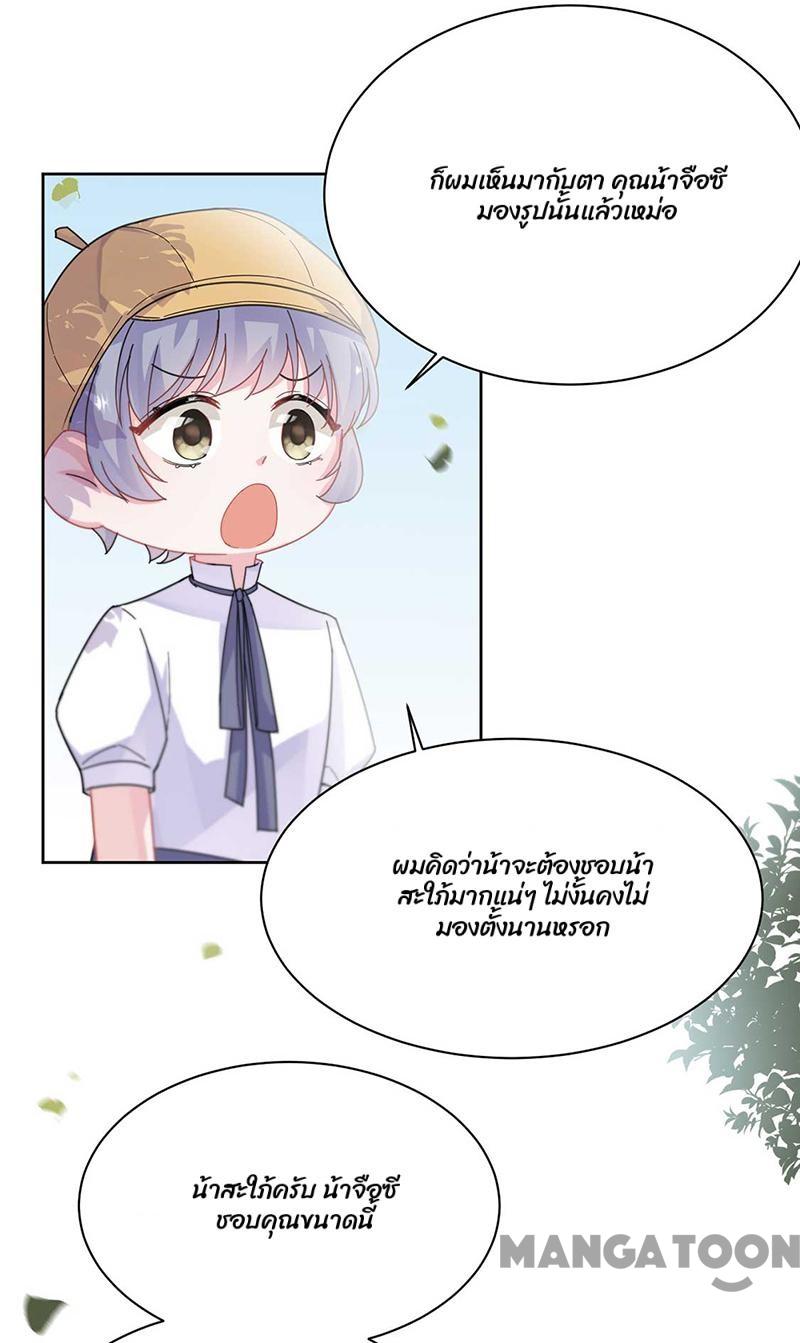 ก็ผมเห็นมากับตา คุณน้าจือซี
มองรูปนั้นแล้วเหม่อ
ผมคิดว่าน้าจะต้องชอบน้า
สะใภ้มากแน่ๆ ไม่งั้นคงไม่
มองตั้งนานหรอก
น้าสะใภ้ครับ น้าจือซี
ชอบคุณขนาดนี้
MANGATOON